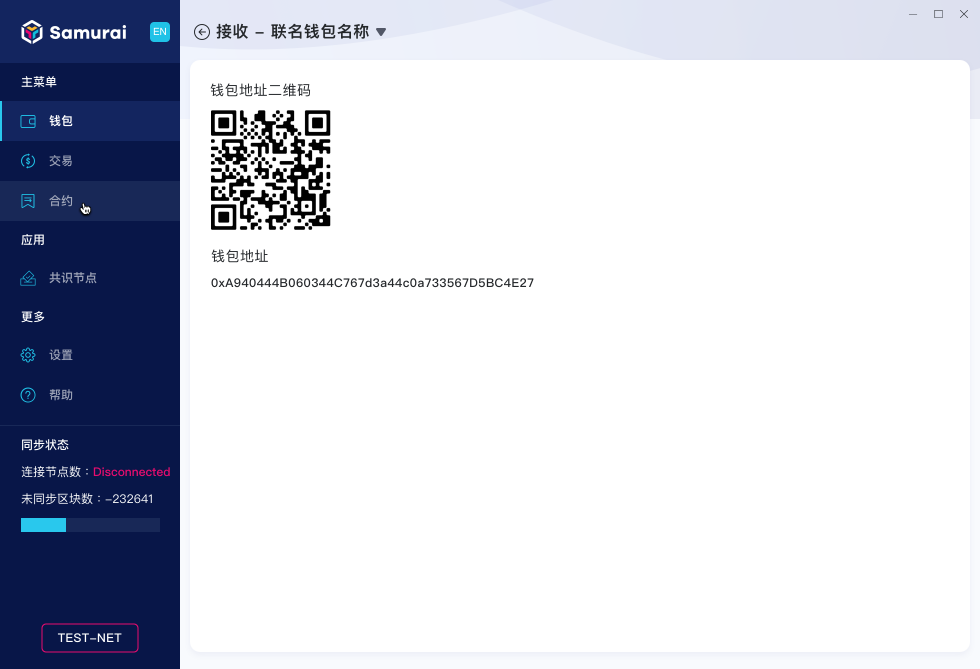 Samurai
EN
主菜单
钱包
交易
合约
应用
共识节点
更多
设置
帮助
同步状态
连接节点数：Disconnected
未同步区块数：-232641
TEST-NET
接收 - 联名钱包名称
钱包地址二维码
钱包地址
0xA940444B060344C767d3a44c0a733567D5BC4E27